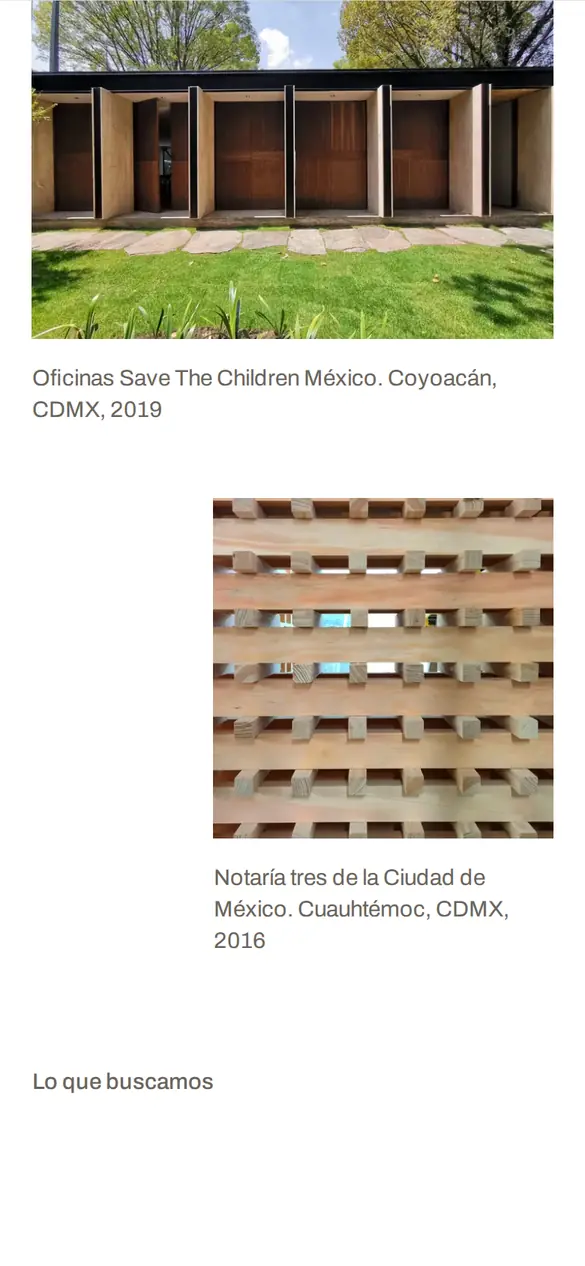 Oficinas Save The Children México. Coyoacán,
CDMX, 2019
Notaría tres de la Ciudad de
México. Cuauhtémoc, CDMX,
2016
Lo que buscamos